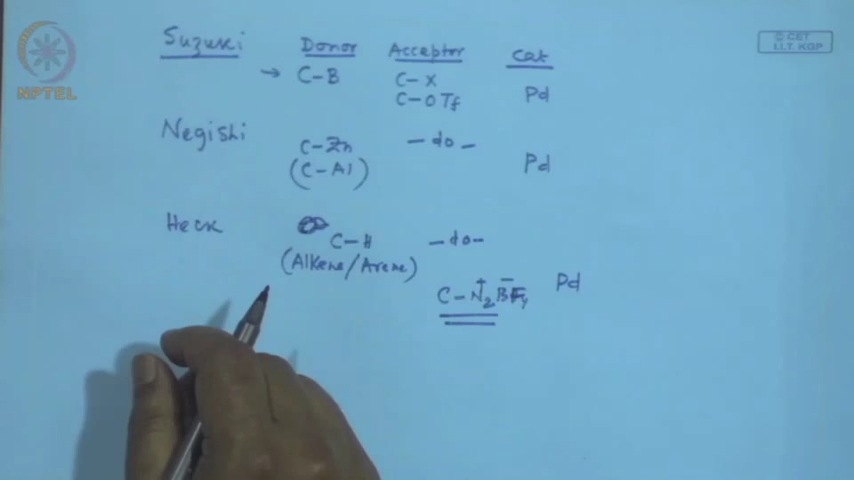 NPTEL
© CET
I.I.T. KGP
Suzuki Donor Acceptor Cat
→ C-B C-X Pd
C-OTf
Negishi C-Zn -do- Pd
(C-Al)
Heck C-H -do-
(Alkene/Arene)
C-N₂⁺BF₄⁻ Pd